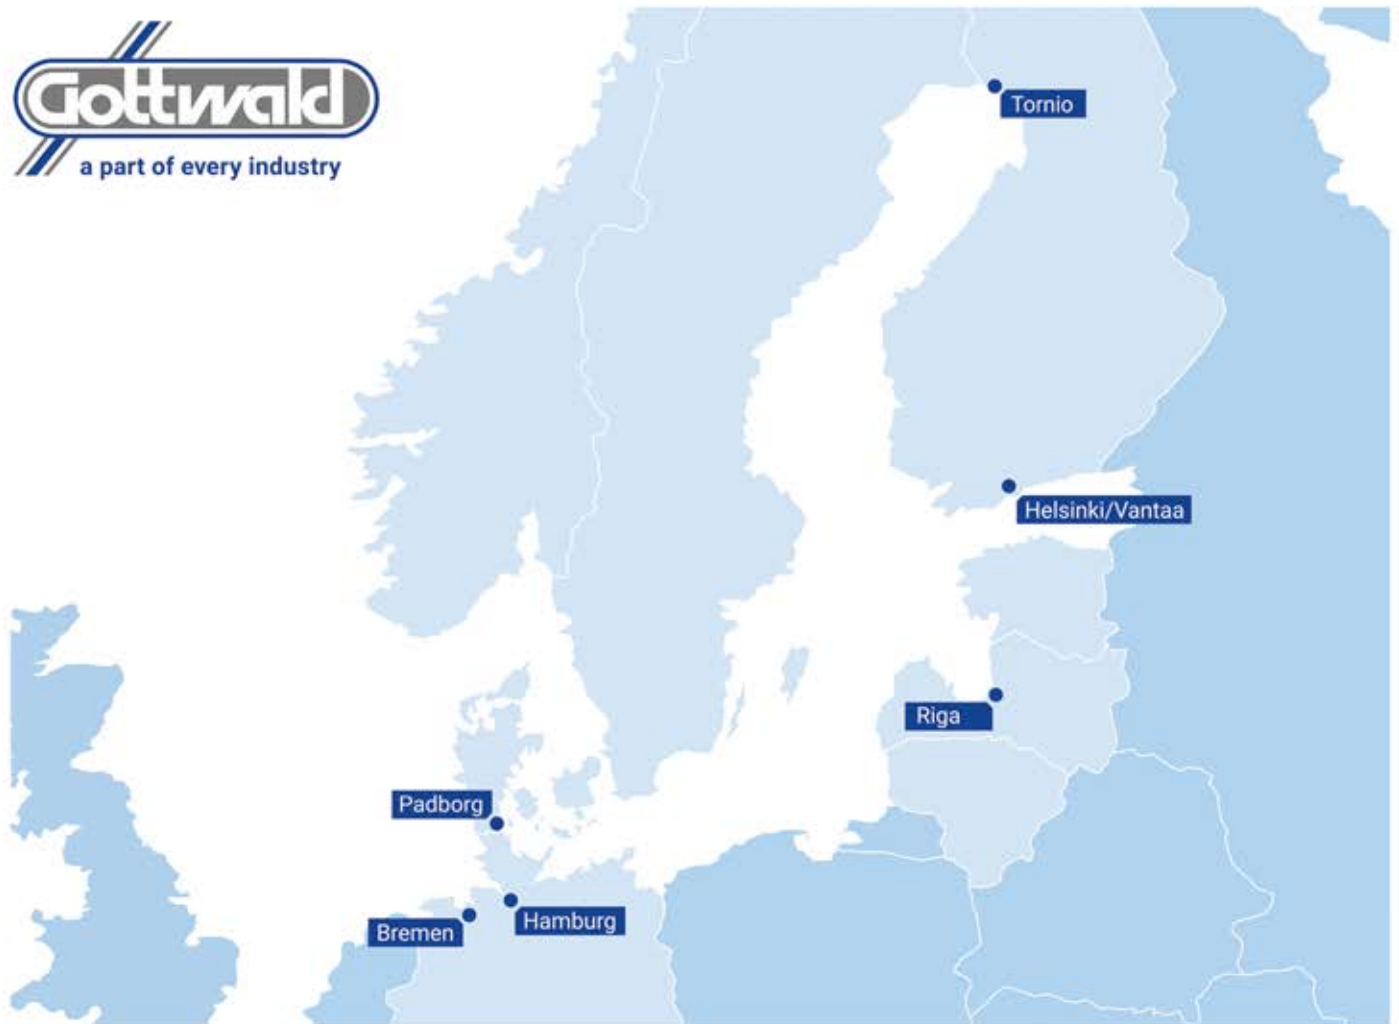 Gottwald
a part of every industry
Tornio
Helsinki/Vantaa
Riga
Padborg
Hamburg
Bremen